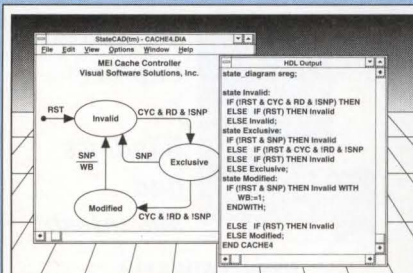 StateCAD(tm) - CACHE4.DIA
File Edit View Options Window Help
MEI Cache Controller
Visual Software Solutions, Inc.
RST
Invalid
CYC & RD & !SNP
SNP
WB
SNP
Exclusive
Modified
CYC & !RD & !SNP
HDL Output
state_diagram sreg;
state Invalid:
IF (!RST & CYC & RD & !SNP) THEN
ELSE IF (RST) THEN Invalid
ELSE Invalid;
state Exclusive:
IF (!RST & SNP) THEN Invalid
ELSE IF (!RST & CYC & !RD & !SNP
ELSE IF (RST) THEN Invalid
ELSE Exclusive;
state Modified:
IF (!RST & SNP) THEN Invalid WITH
WB:=1;
ENDWITH;
ELSE IF (RST) THEN Invalid
ELSE Modified;
END CACHE4